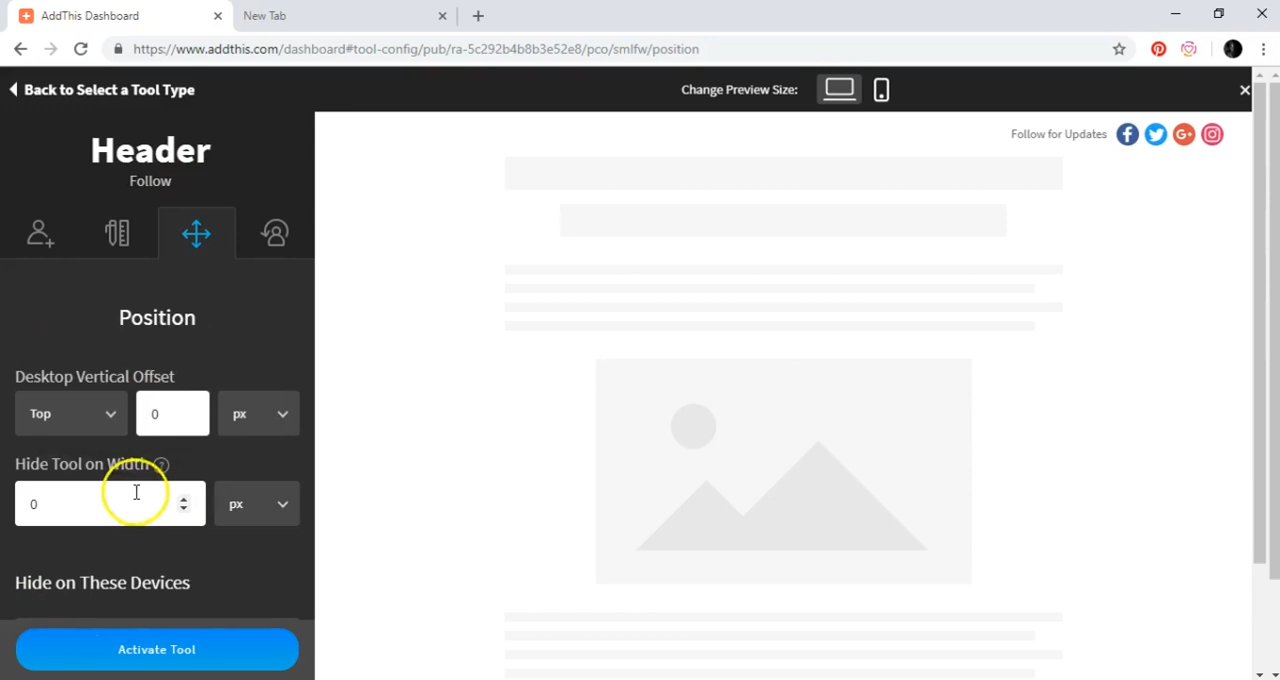 AddThis Dashboard
New Tab
https://www.addthis.com/dashboard#tool-config/pub/ra-5c292b4b8b3e52e8/pco/smlfw/position
Back to Select a Tool Type
Change Preview Size:
Header
Follow
Follow for Updates
Position
Desktop Vertical Offset
Top 0 px
Hide Tool on Width ?
0 px
Hide on These Devices
Activate Tool